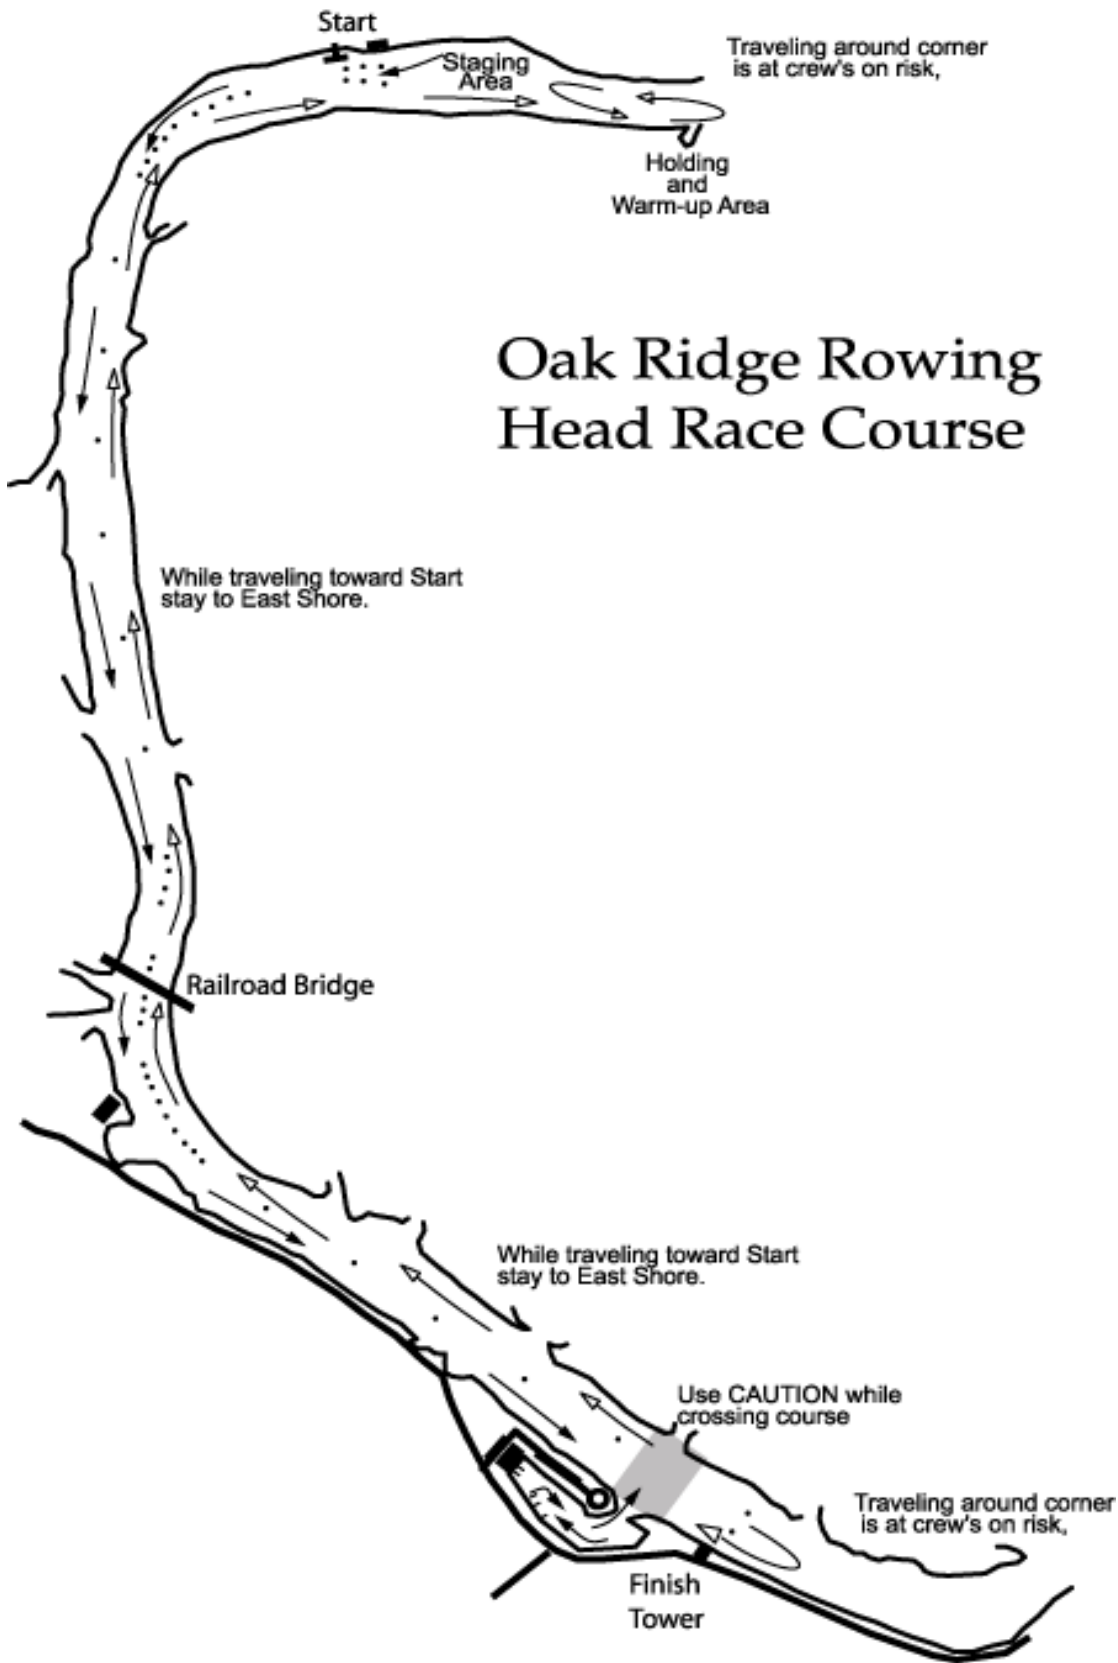 Start
Traveling around corner
is at crew's on risk,
Staging
Area
Holding
and
Warm-up Area
Oak Ridge Rowing
Head Race Course
While traveling toward Start
stay to East Shore.
Railroad Bridge
While traveling toward Start
stay to East Shore.
Use CAUTION while
crossing course
Traveling around corner
is at crew's on risk,
Finish
Tower